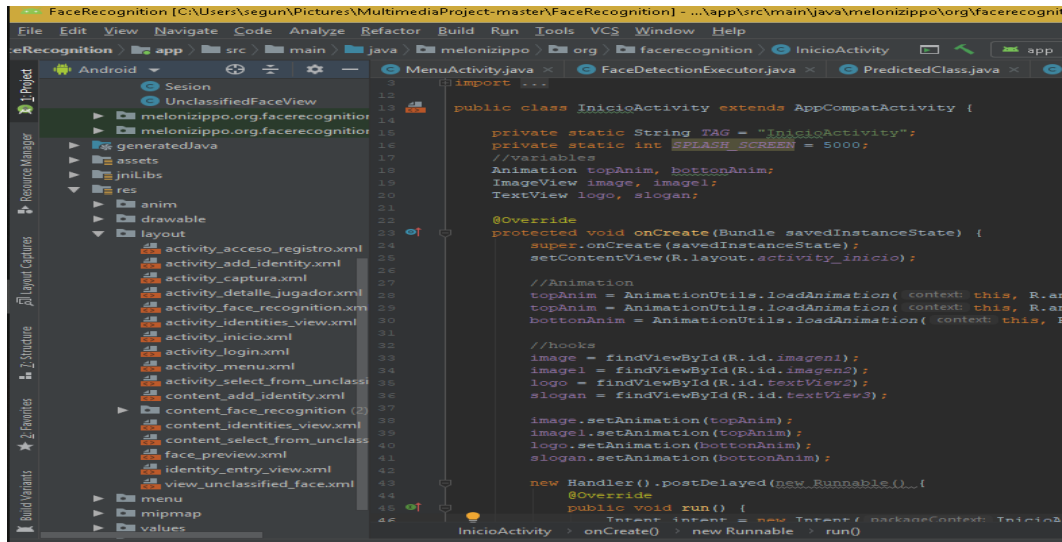 FaceRecognition [C:\Users\segun\Pictures\MultimediaProject-master\FaceRecognition] - ...\app\src\main\java\melonizippo\org\facerecognit
File Edit View Navigate Code Analyze Refactor Build Run Tools VCS Window Help
eRecognition app src main java melonizippo org facerecognition InicioActivity app
1: Project
Resource Manager
Layout Captures
7: Structure
2: Favorites
Build Variants
Android
Sesion
UnclassifiedFaceView
melonizippo.org.facerecognition
melonizippo.org.facerecognition
generatedJava
assets
jniLibs
res
anim
drawable
layout
activity_acceso_registro.xml
activity_add_identity.xml
activity_captura.xml
activity_detalle_jugador.xml
activity_face_recognition.xm
activity_identities_view.xml
activity_inicio.xml
activity_login.xml
activity_menu.xml
activity_select_from_unclassi
content_add_identity.xml
content_face_recognition (2)
content_identities_view.xml
content_select_from_unclass
face_preview.xml
identity_entry_view.xml
view_unclassified_face.xml
menu
mipmap
values
MenuActivity.java FaceDetectionExecutor.java PredictedClass.java
3 import ...
12
13 public class InicioActivity extends AppCompatActivity {
14
15 private static String TAG = "InicioActivity";
16 private static int SPLASH_SCREEN = 5000;
17 //variables
18 Animation topAnim, bottonAnim;
19 ImageView image, image1;
20 TextView logo, slogan;
21
22 @Override
23 protected void onCreate(Bundle savedInstanceState) {
24 super.onCreate(savedInstanceState);
25 setContentView(R.layout.activity_inicio);
26
27 //Animation
28 topAnim = AnimationUtils.loadAnimation( context: this, R.an
29 topAnim = AnimationUtils.loadAnimation( context: this, R.an
30 bottonAnim = AnimationUtils.loadAnimation( context: this, R
31
32 //hooks
33 image = findViewById(R.id.imagen1);
34 image1 = findViewById(R.id.imagen2);
35 logo = findViewById(R.id.textView2);
36 slogan = findViewById(R.id.textView3);
37
38 image.setAnimation(topAnim);
39 image1.setAnimation(topAnim);
40 logo.setAnimation(bottonAnim);
41 slogan.setAnimation(bottonAnim);
42
43 new Handler().postDelayed(new Runnable() {
44 @Override
45 public void run() {
46 Intent intent = new Intent( packageContext: InicioA
InicioActivity onCreate() new Runnable run()